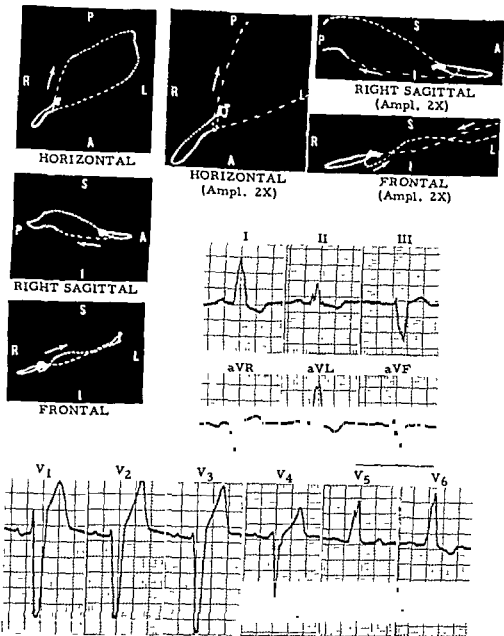 P
R
L
A
HORIZONTAL
P
R
L
A
HORIZONTAL
(Ampl. 2X)
S
P
A
I
RIGHT SAGITTAL
(Ampl. 2X)
S
R
L
I
FRONTAL
(Ampl. 2X)
S
P
A
I
RIGHT SAGITTAL
S
R
L
I
FRONTAL
I II III
aVR aVL aVF
V1 V2 V3 V4 V5 V6